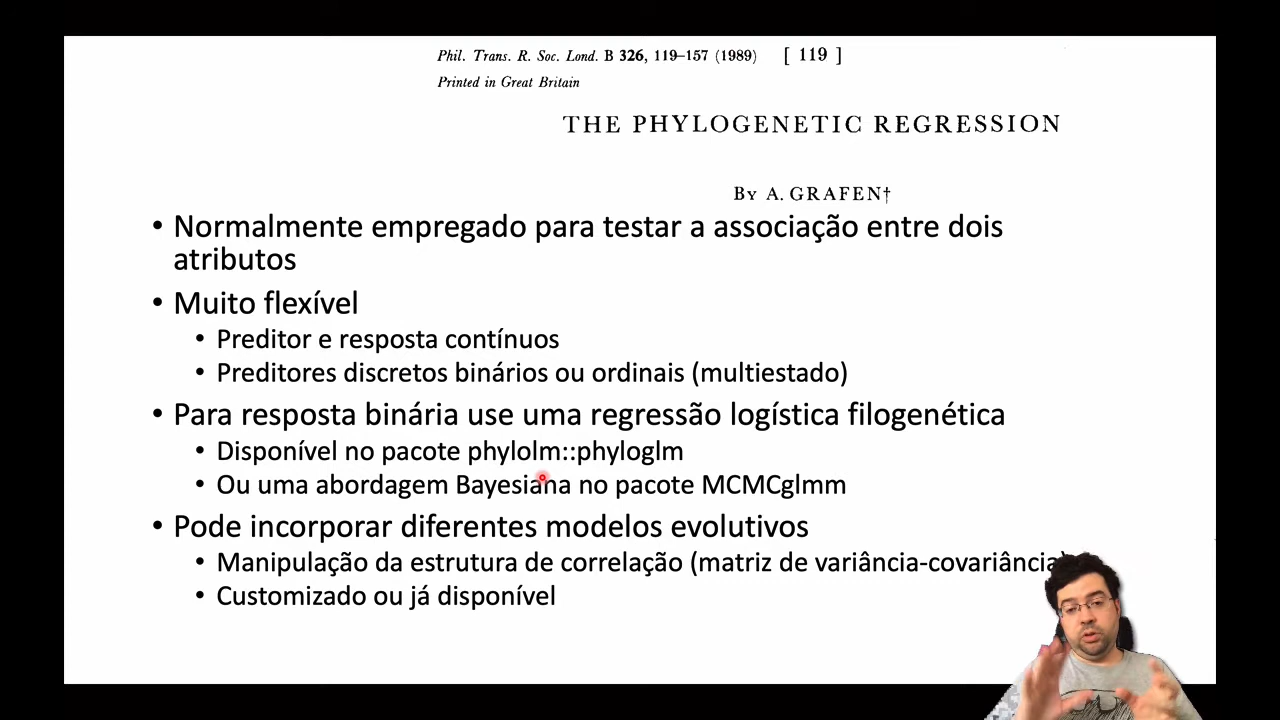 Phil. Trans. R. Soc. Lond. B 326, 119–157 (1989) [ 119 ]
Printed in Great Britain
THE PHYLOGENETIC REGRESSION
By A. GRAFEN†
• Normalmente empregado para testar a associação entre dois
atributos
• Muito flexível
• Preditor e resposta contínuos
• Preditores discretos binários ou ordinais (multiestado)
• Para resposta binária use uma regressão logística filogenética
• Disponível no pacote phylolm::phyloglm
• Ou uma abordagem Bayesiana no pacote MCMCglmm
• Pode incorporar diferentes modelos evolutivos
• Manipulação da estrutura de correlação (matriz de variância-covariância)
• Customizado ou já disponível